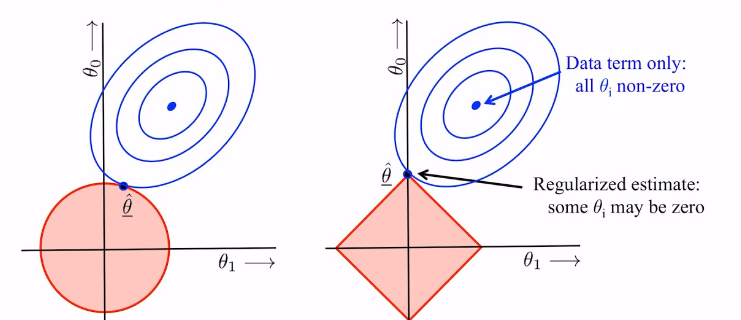 θ₀ ⟶
θ̂
θ₁ ⟶
θ₀ ⟶
θ̂
θ₁ ⟶
Data term only:
all θᵢ non-zero
Regularized estimate:
some θᵢ may be zero